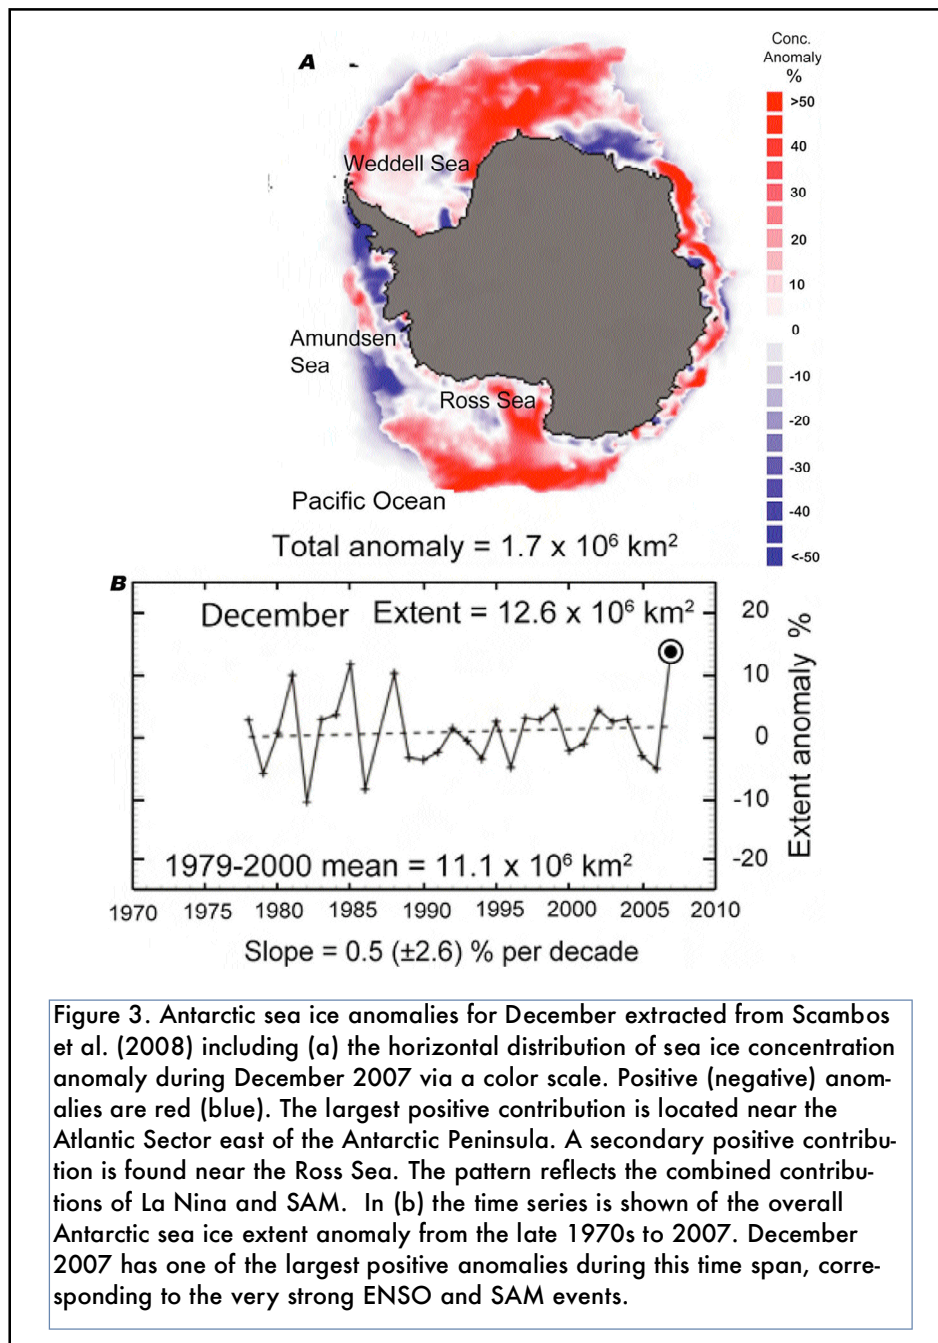 A
Conc.
Anomaly
%
>50
40
30
20
10
0
-10
-20
-30
-40
<-50
Weddell Sea
Amundsen
Sea
Ross Sea
Pacific Ocean
Total anomaly = 1.7 x 10⁶ km²
B
December Extent = 12.6 x 10⁶ km²
20
10
0
-10
-20
Extent anomaly %
1979-2000 mean = 11.1 x 10⁶ km²
1970 1975 1980 1985 1990 1995 2000 2005 2010
Slope = 0.5 (±2.6) % per decade
Figure 3. Antarctic sea ice anomalies for December extracted from Scambos
et al. (2008) including (a) the horizontal distribution of sea ice concentration
anomaly during December 2007 via a color scale. Positive (negative) anom-
alies are red (blue). The largest positive contribution is located near the
Atlantic Sector east of the Antarctic Peninsula. A secondary positive contribu-
tion is found near the Ross Sea. The pattern reflects the combined contribu-
tions of La Nina and SAM. In (b) the time series is shown of the overall
Antarctic sea ice extent anomaly from the late 1970s to 2007. December
2007 has one of the largest positive anomalies during this time span, corre-
sponding to the very strong ENSO and SAM events.